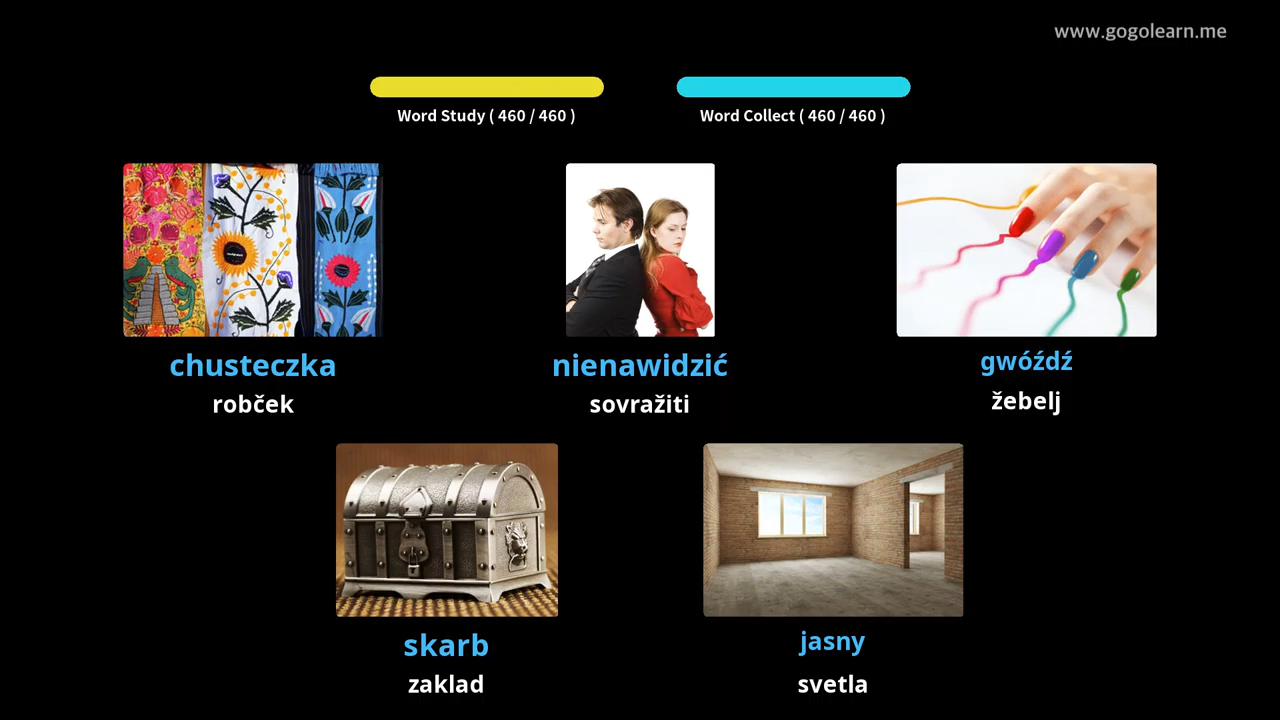 www.gogolearn.me
Word Study ( 460 / 460 )
Word Collect ( 460 / 460 )
chusteczka
robček
nienawidzić
sovražiti
gwóźdź
žebelj
skarb
zaklad
jasny
svetla